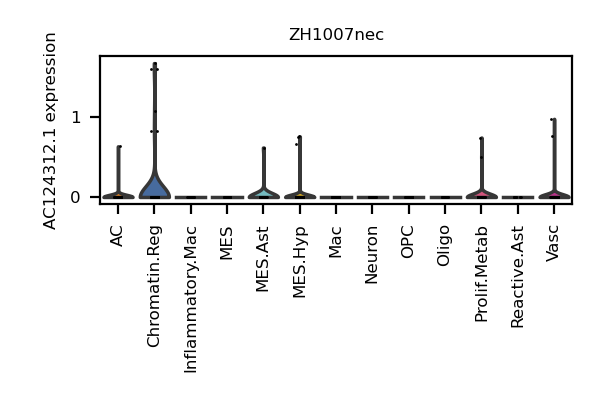 ZH1007nec
AC124312.1 expression
1
0
AC
Chromatin.Reg
Inflammatory.Mac
MES
MES.Ast
MES.Hyp
Mac
Neuron
OPC
Oligo
Prolif.Metab
Reactive.Ast
Vasc